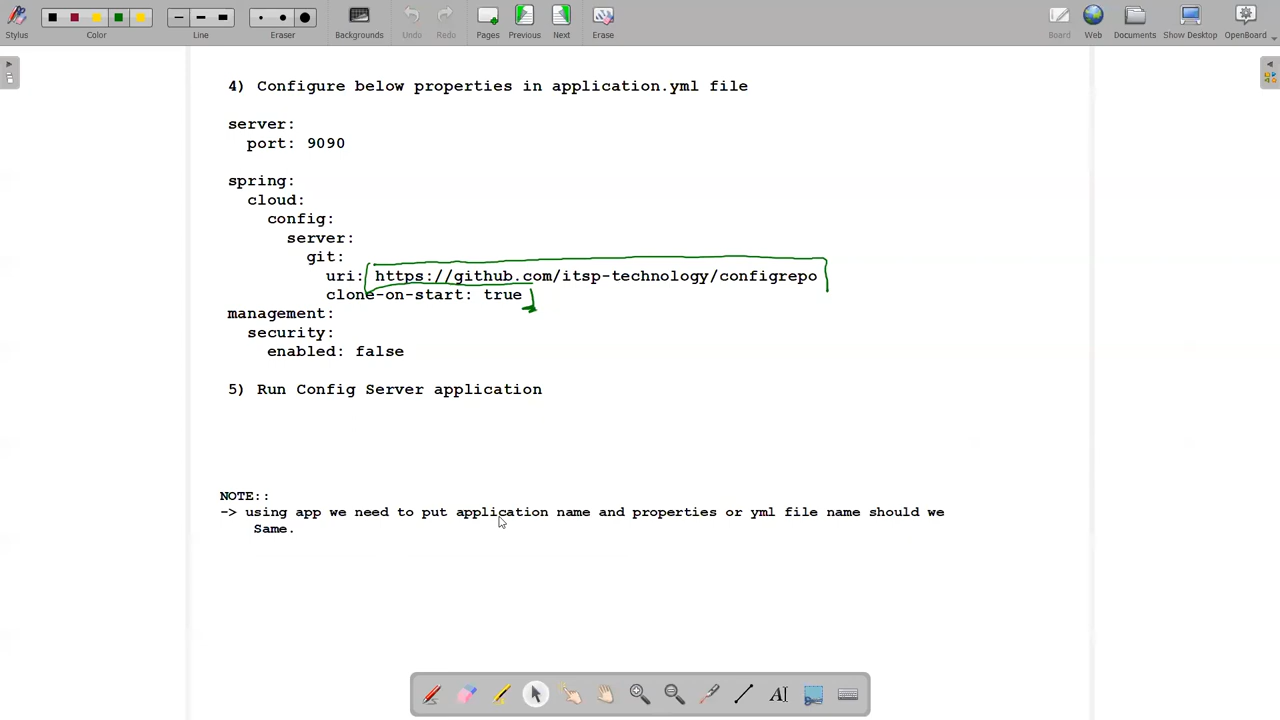 Stylus
Color
Line
Eraser
Backgrounds
Undo
Redo
Pages
Previous
Next
Erase
Board
Web
Documents
Show Desktop
OpenBoard
4) Configure below properties in application.yml file
server:
port: 9090
spring:
cloud:
config:
server:
git:
uri: https://github.com/itsp-technology/configrepo
clone-on-start: true
management:
security:
enabled: false
5) Run Config Server application
NOTE::
-> using app we need to put application name and properties or yml file name should we
Same.